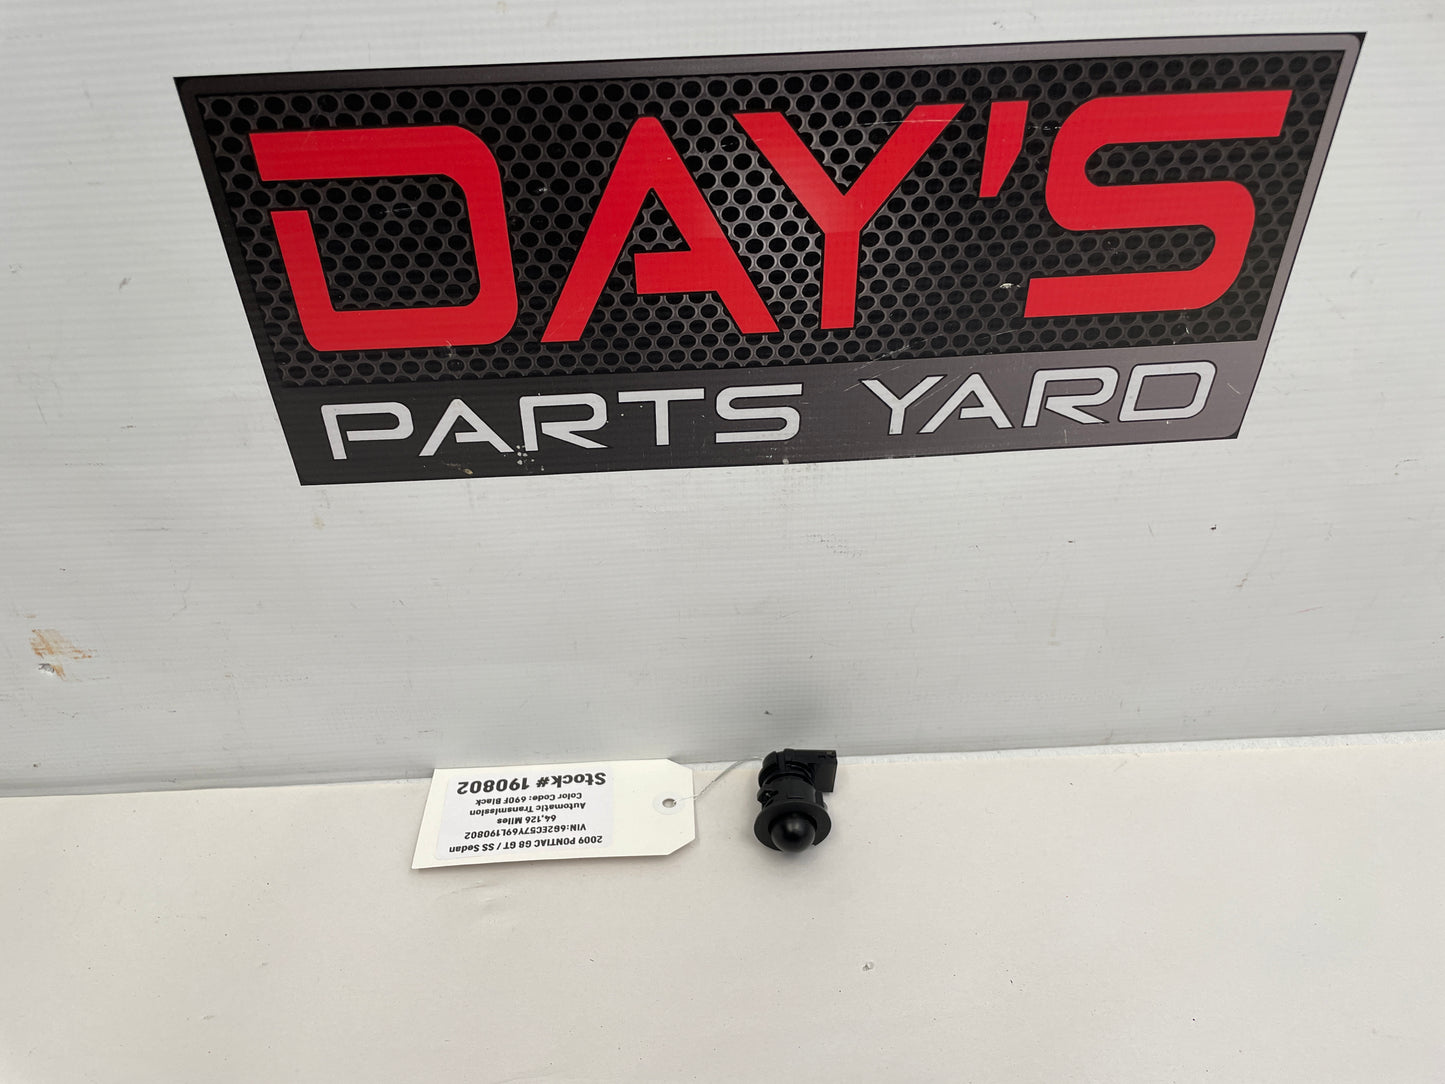 DAY'S
PARTS YARD
2009 PONTIAC G8 GT / SS Sedan
VIN:6G2EC57Y69L190802
64,126 Miles
Automatic Transmission
Color Code: 690F Black
Stock# 190802